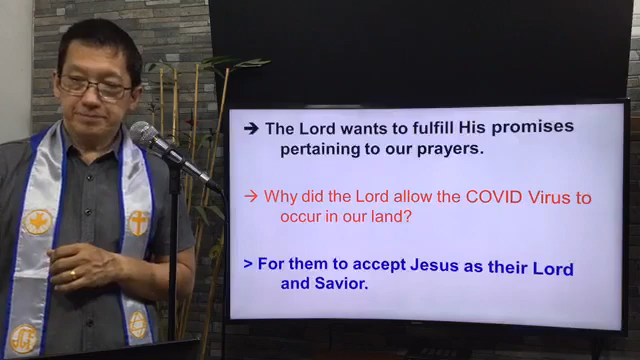 ➔ The Lord wants to fulfill His promises
pertaining to our prayers.
→ Why did the Lord allow the COVID Virus to
occur in our land?
> For them to accept Jesus as their Lord
and Savior.